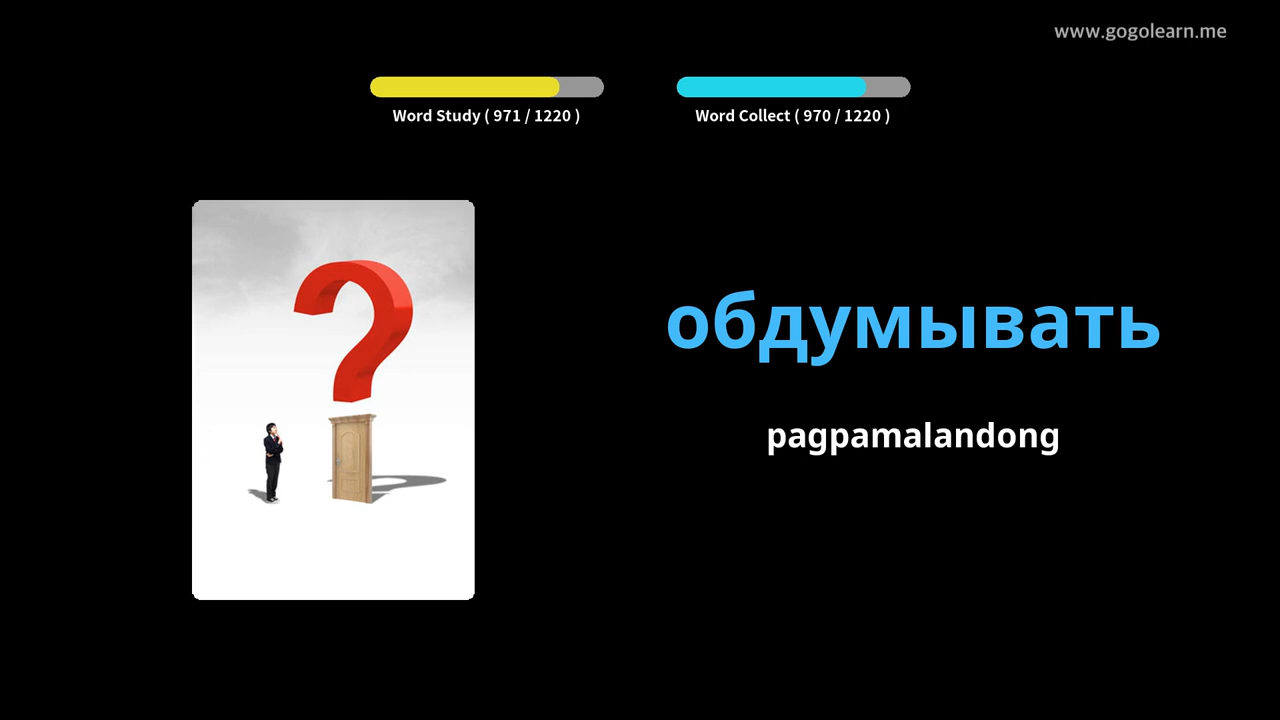 www.gogolearn.me
Word Study ( 971 / 1220 )
Word Collect ( 970 / 1220 )
обдумывать
pagpamalandong